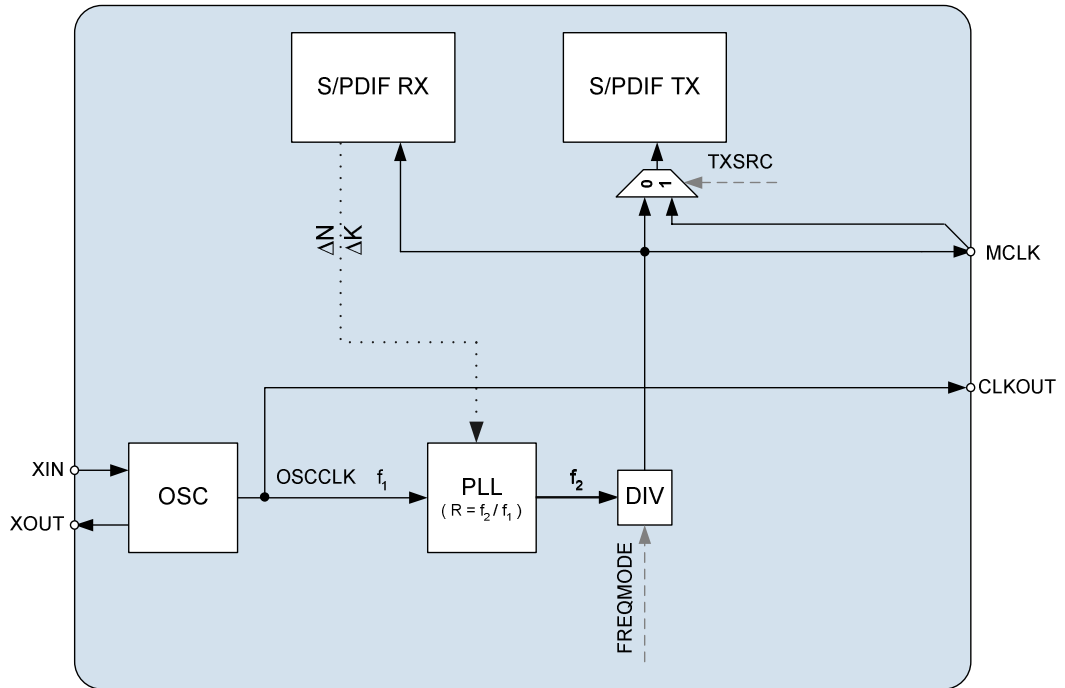 S/PDIF RX
S/PDIF TX
TXSRC
0
1
ΔN
ΔK
MCLK
CLKOUT
XIN
OSC
OSCCLK f₁
PLL
( R = f₂ / f₁ )
f₂
DIV
XOUT
FREQMODE